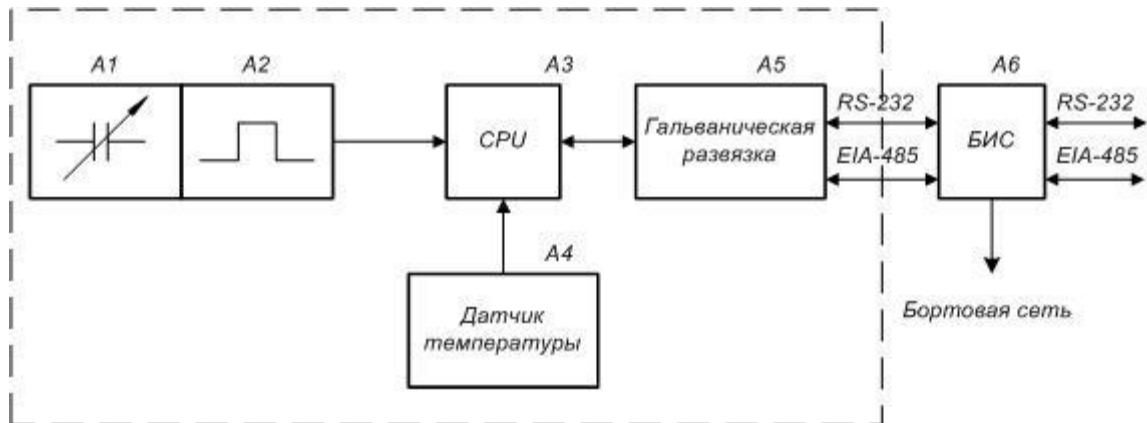 A1
A2
A3
A5
A6
CPU
Гальваническая
развязка
RS-232
EIA-485
БИС
RS-232
EIA-485
A4
Датчик
температуры
Бортовая сеть